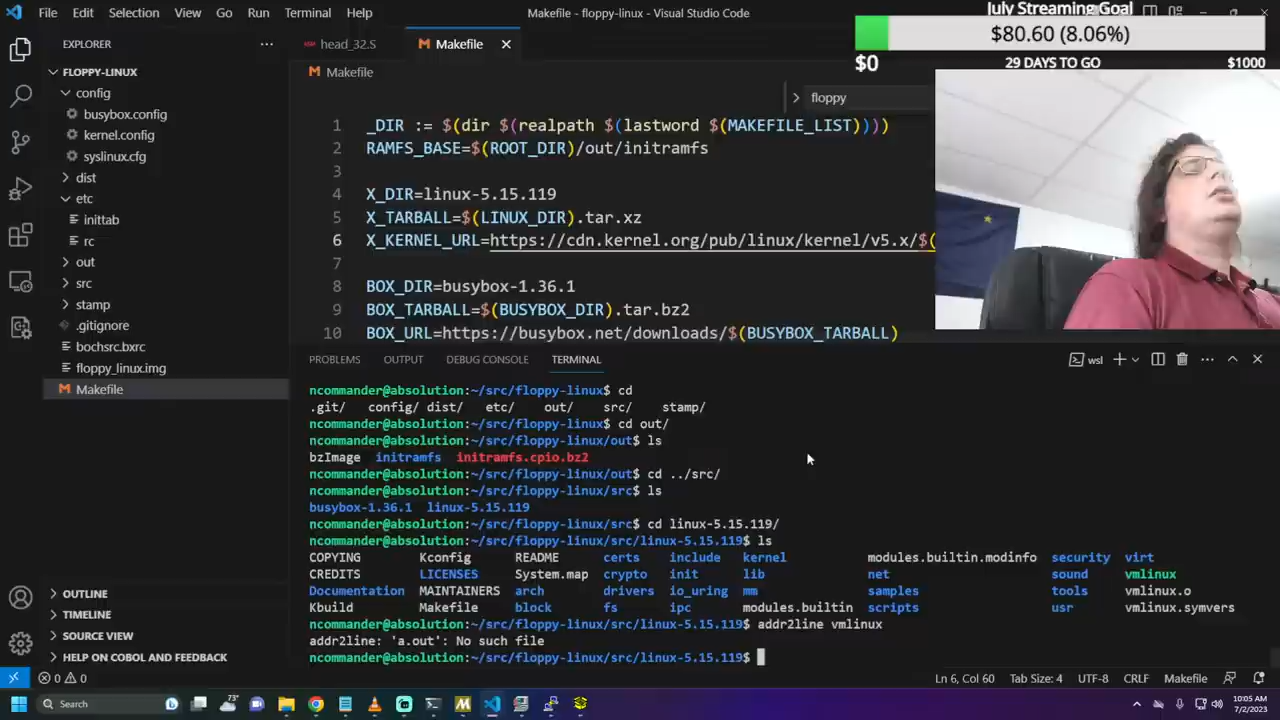 File Edit Selection View Go Run Terminal Help
Makefile - floppy-linux - Visual Studio Code
July Streaming Goal
$80.60 (8.06%)
$0 29 DAYS TO GO $1000
EXPLORER
FLOPPY-LINUX
config
busybox.config
kernel.config
syslinux.cfg
dist
etc
inittab
rc
out
src
stamp
.gitignore
bochsrc.bxrc
floppy_linux.img
Makefile
OUTLINE
TIMELINE
SOURCE VIEW
HELP ON COBOL AND FEEDBACK
head_32.S
Makefile
Makefile
floppy
1 _DIR := $(dir $(realpath $(lastword $(MAKEFILE_LIST))))
2 RAMFS_BASE=$(ROOT_DIR)/out/initramfs
3
4 X_DIR=linux-5.15.119
5 X_TARBALL=$(LINUX_DIR).tar.xz
6 X_KERNEL_URL=https://cdn.kernel.org/pub/linux/kernel/v5.x/$(
7
8 BOX_DIR=busybox-1.36.1
9 BOX_TARBALL=$(BUSYBOX_DIR).tar.bz2
10 BOX_URL=https://busybox.net/downloads/$(BUSYBOX_TARBALL)
PROBLEMS OUTPUT DEBUG CONSOLE TERMINAL
wsl
ncommander@absolution:~/src/floppy-linux$ cd
.git/ config/ dist/ etc/ out/ src/ stamp/
ncommander@absolution:~/src/floppy-linux$ cd out/
ncommander@absolution:~/src/floppy-linux/out$ ls
bzImage initramfs initramfs.cpio.bz2
ncommander@absolution:~/src/floppy-linux/out$ cd ../src/
ncommander@absolution:~/src/floppy-linux/src$ ls
busybox-1.36.1 linux-5.15.119
ncommander@absolution:~/src/floppy-linux/src$ cd linux-5.15.119/
ncommander@absolution:~/src/floppy-linux/src/linux-5.15.119$ ls
COPYING Kconfig README certs include kernel modules.builtin.modinfo security virt
CREDITS LICENSES System.map crypto init lib net sound vmlinux
Documentation MAINTAINERS arch drivers io_uring mm samples tools vmlinux.o
Kbuild Makefile block fs ipc modules.builtin scripts usr vmlinux.symvers
ncommander@absolution:~/src/floppy-linux/src/linux-5.15.119$ addr2line vmlinux
addr2line: 'a.out': No such file
ncommander@absolution:~/src/floppy-linux/src/linux-5.15.119$
0 0 Ln 6, Col 60 Tab Size: 4 UTF-8 CRLF Makefile
Search
73°
10:05 AM
7/2/2023